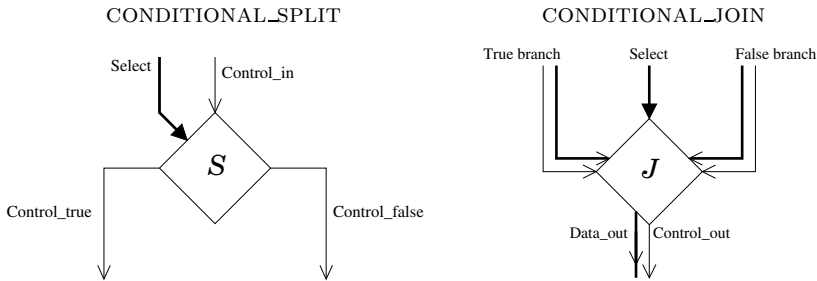 CONDITIONAL_SPLIT
Select
Control_in
S
Control_true
Control_false
CONDITIONAL_JOIN
True branch
Select
False branch
J
Data_out
Control_out